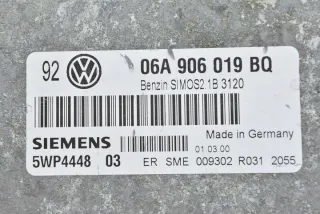 92 06A 906 019 BQ
Benzin SIMOS2.1B 3120
Made in Germany
SIEMENS 01 03.00
5WP4448 03 ER SME 009302 R031 2055